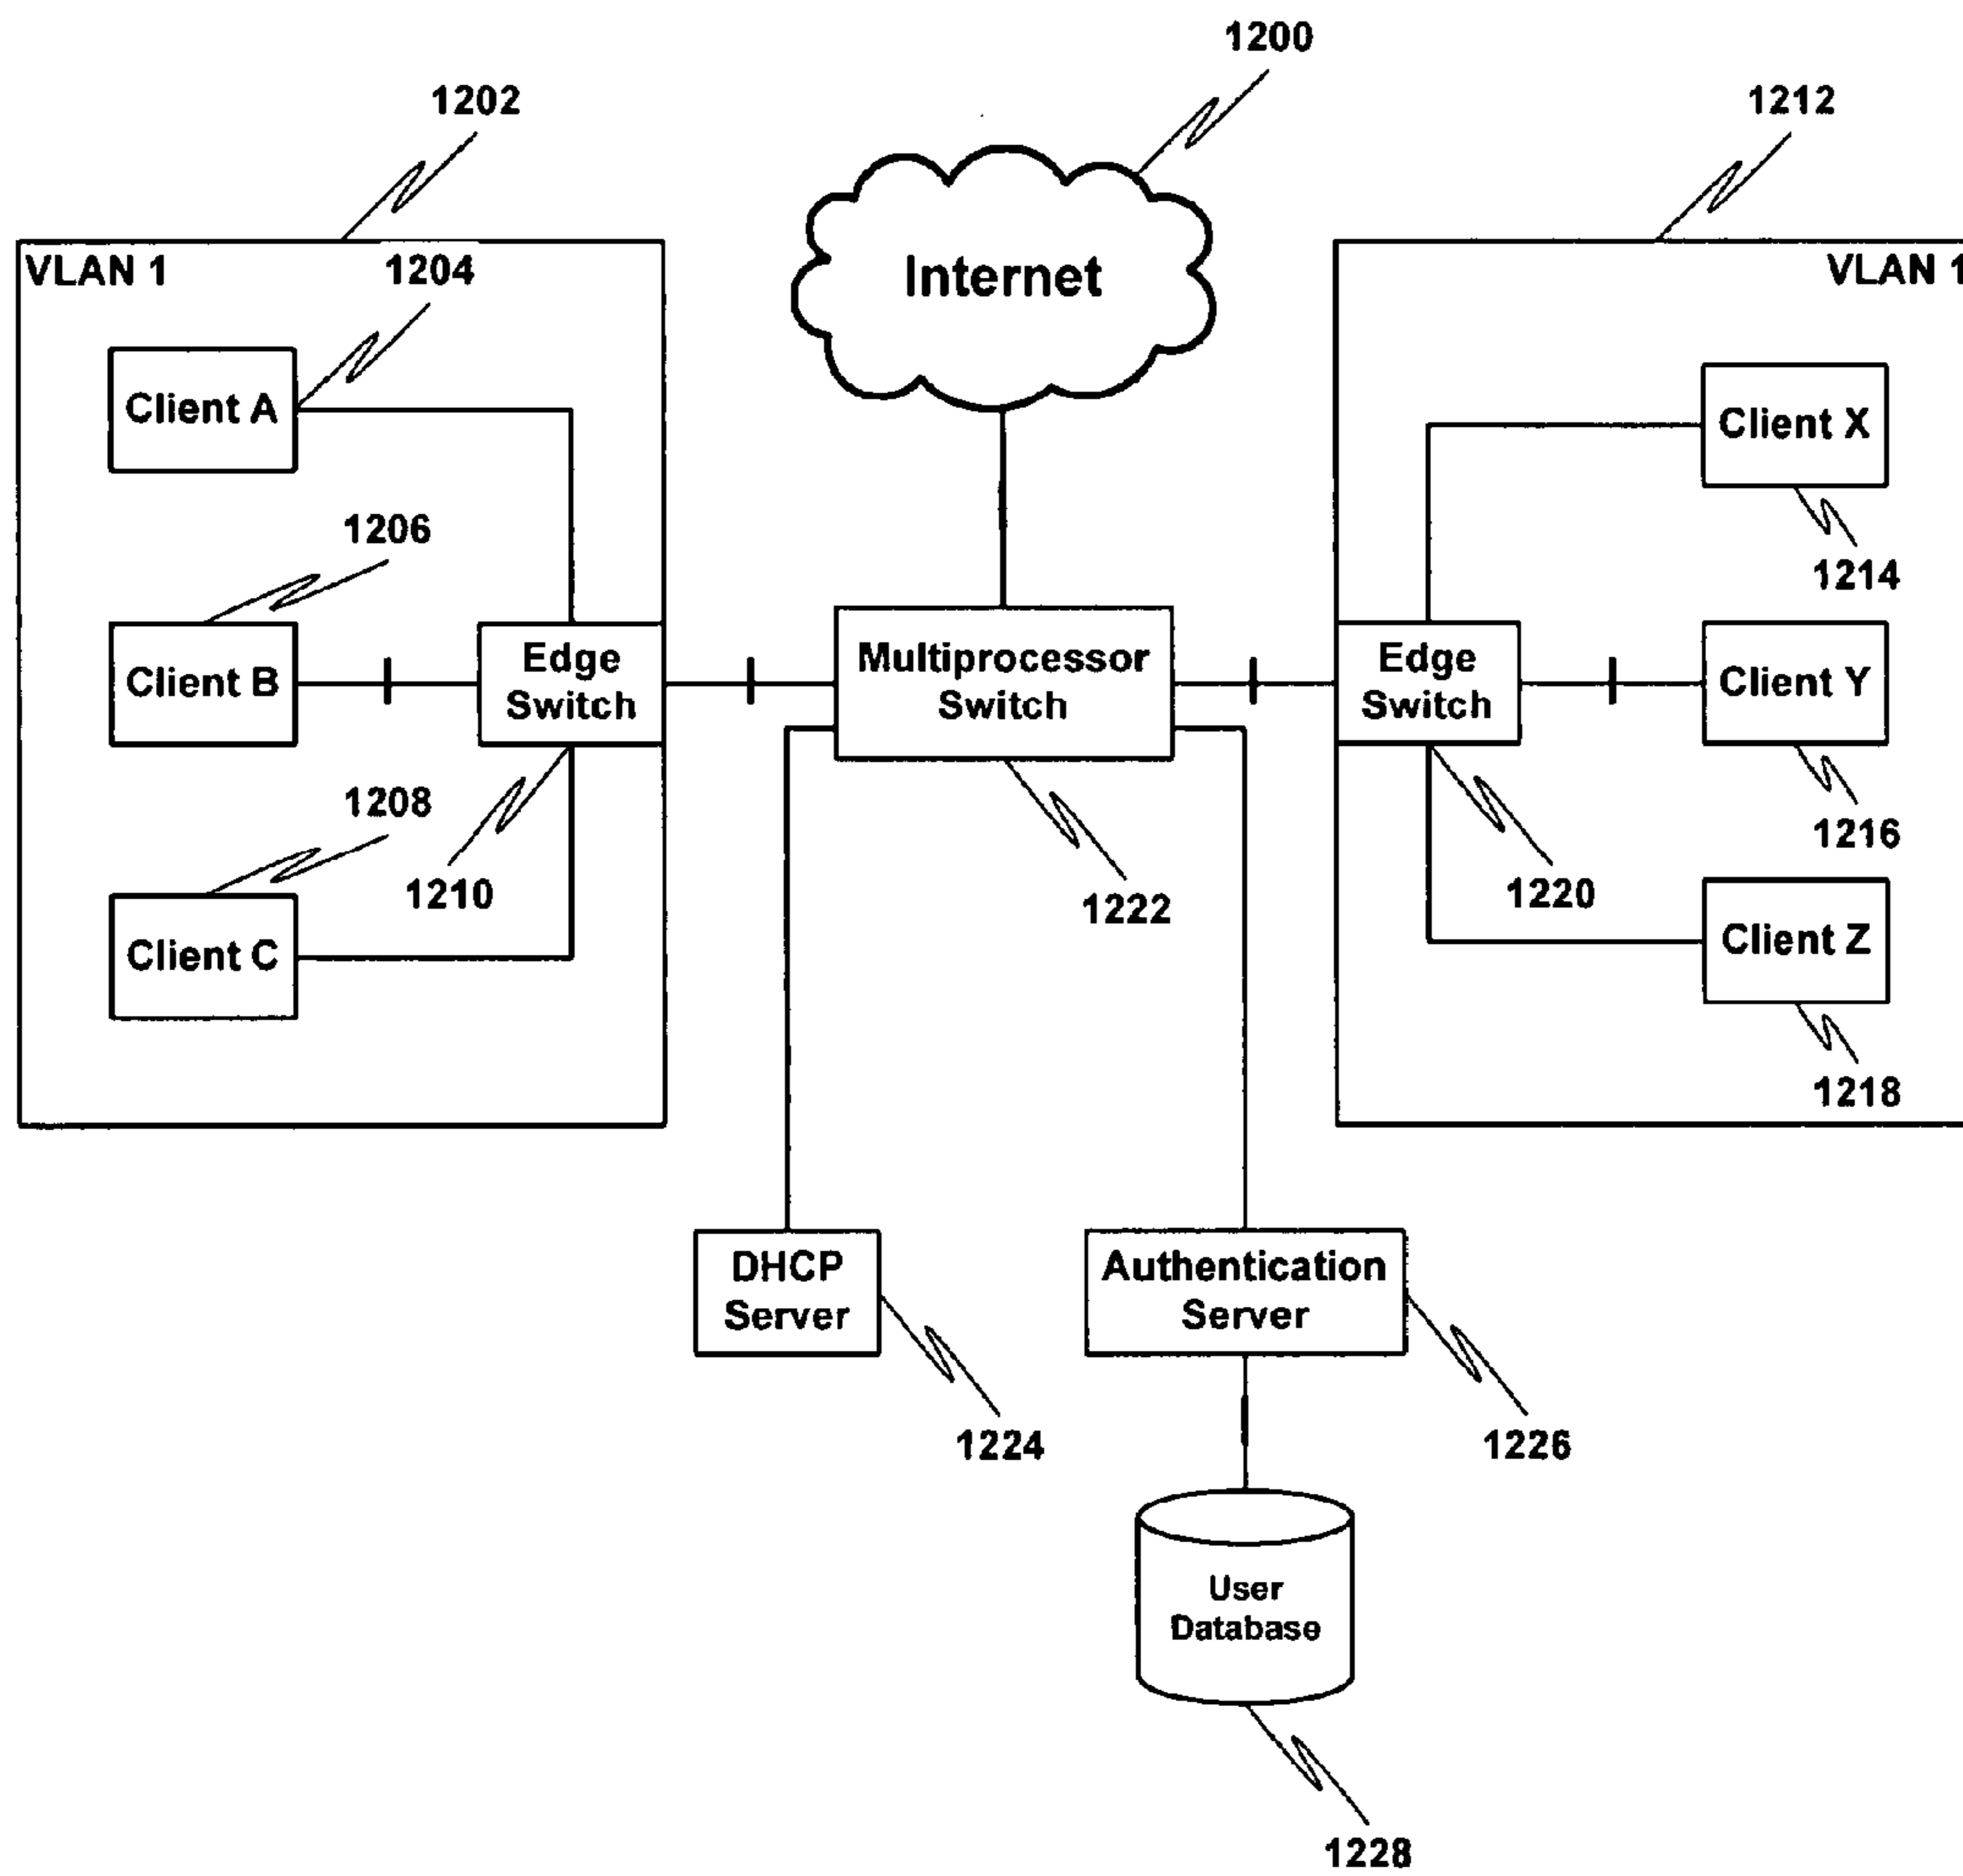 1200
1202
1212
VLAN 1
1204
Internet
VLAN 1
Client A
Client X
1206
1214
Client B
Edge
Switch
Multiprocessor
Switch
Edge
Switch
Client Y
1208
1210
1222
1220
1216
Client C
Client Z
1218
DHCP
Server
Authentication
Server
1224
1226
User
Database
1228